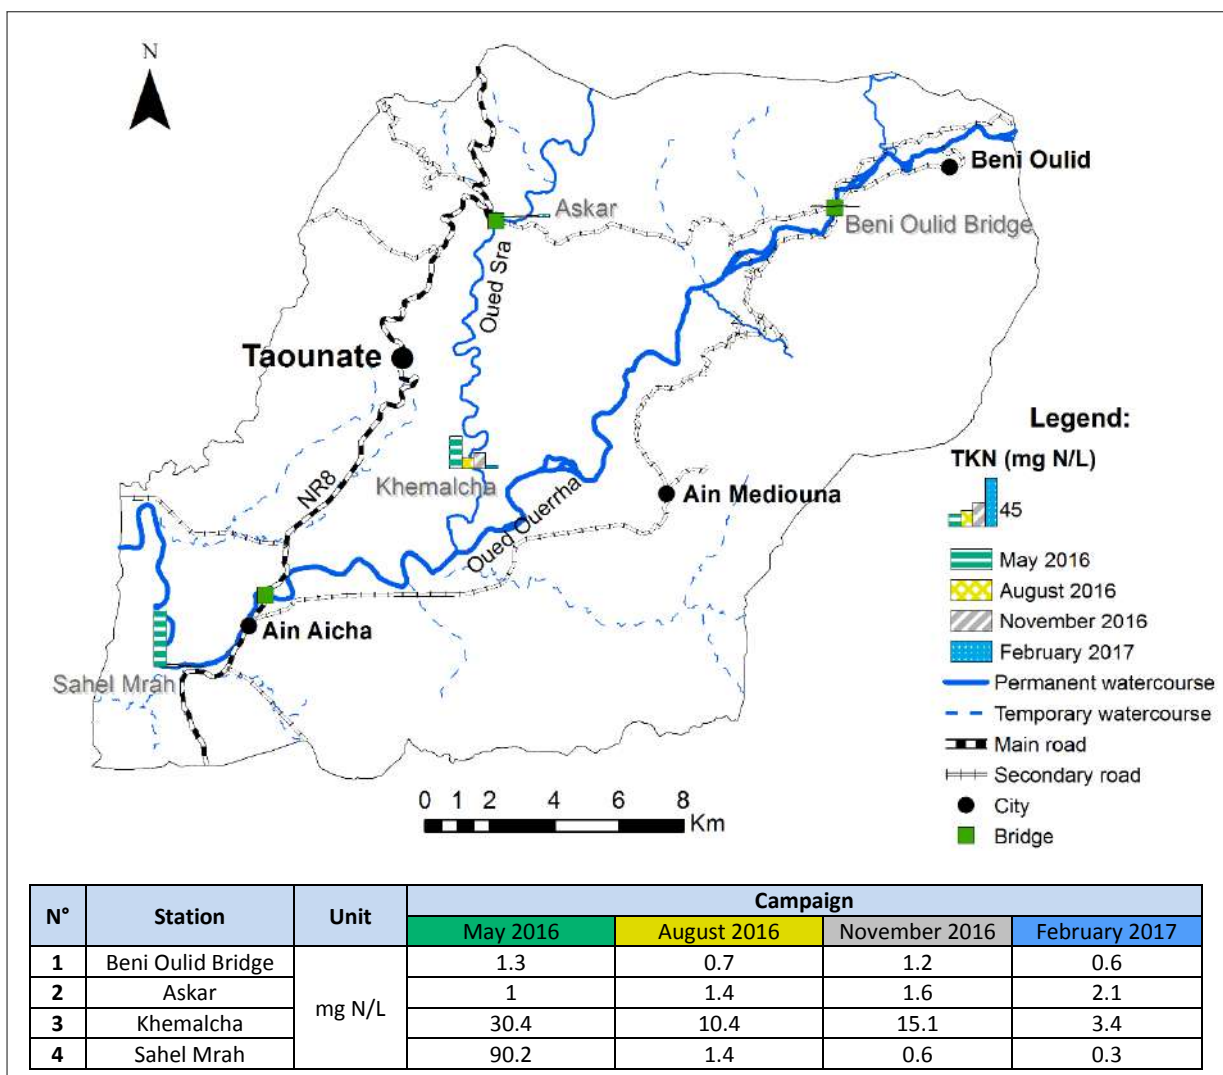 N
Beni Oulid
Askar
Beni Oulid Bridge
Oued Sra
Taounate
Legend:
TKN (mg N/L)
45
Khemalcha
NR8
Ain Mediouna
Oued Ouerrha
May 2016
August 2016
Ain Aicha
November 2016
February 2017
Sahel Mrah
Permanent watercourse
Temporary watercourse
Main road
Secondary road
0 1 2 4 6 8
Km
City
Bridge
N° Station Unit Campaign
May 2016 August 2016 November 2016 February 2017
1 Beni Oulid Bridge mg N/L 1.3 0.7 1.2 0.6
2 Askar 1 1.4 1.6 2.1
3 Khemalcha 30.4 10.4 15.1 3.4
4 Sahel Mrah 90.2 1.4 0.6 0.3